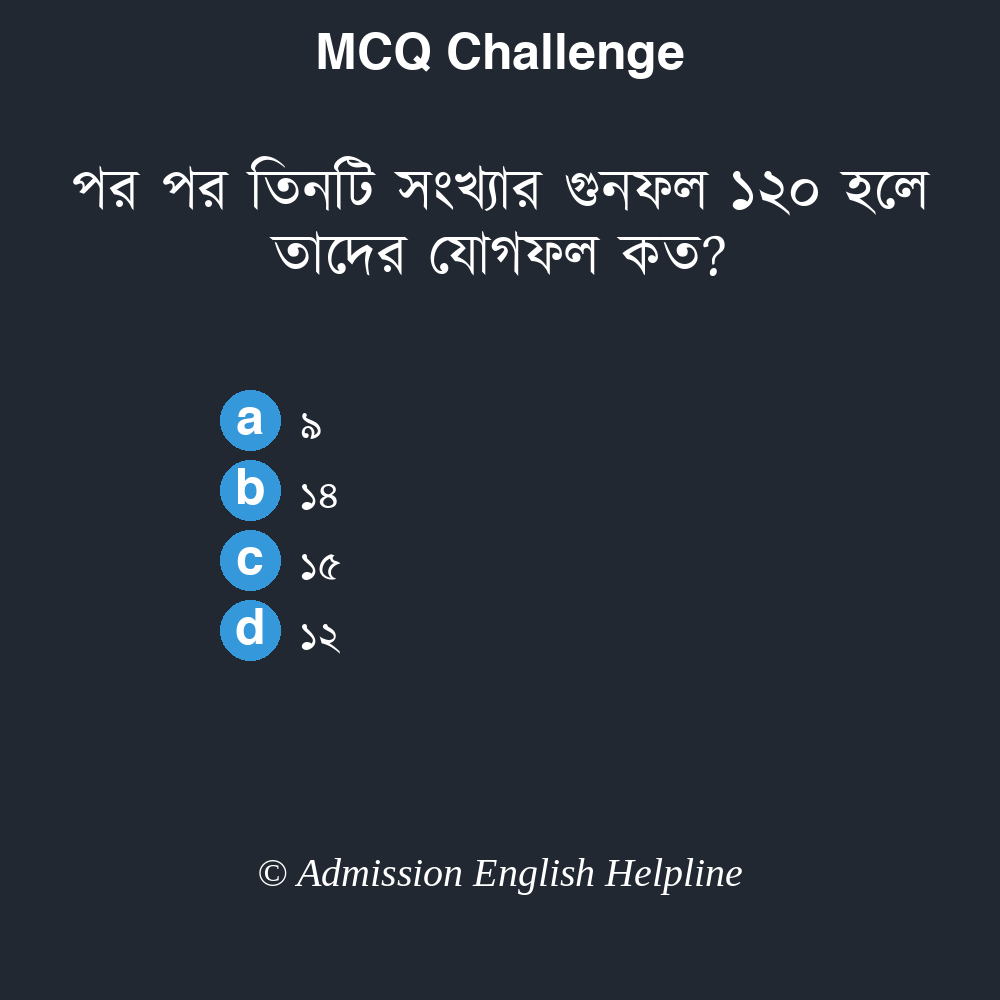 MCQ Challenge
পর পর তিনটি সংখ্যার গুনফল ১২০ হলে
তাদের যোগফল কত?
a ৯
b ১৪
c ১৫
d ১২
© Admission English Helpline